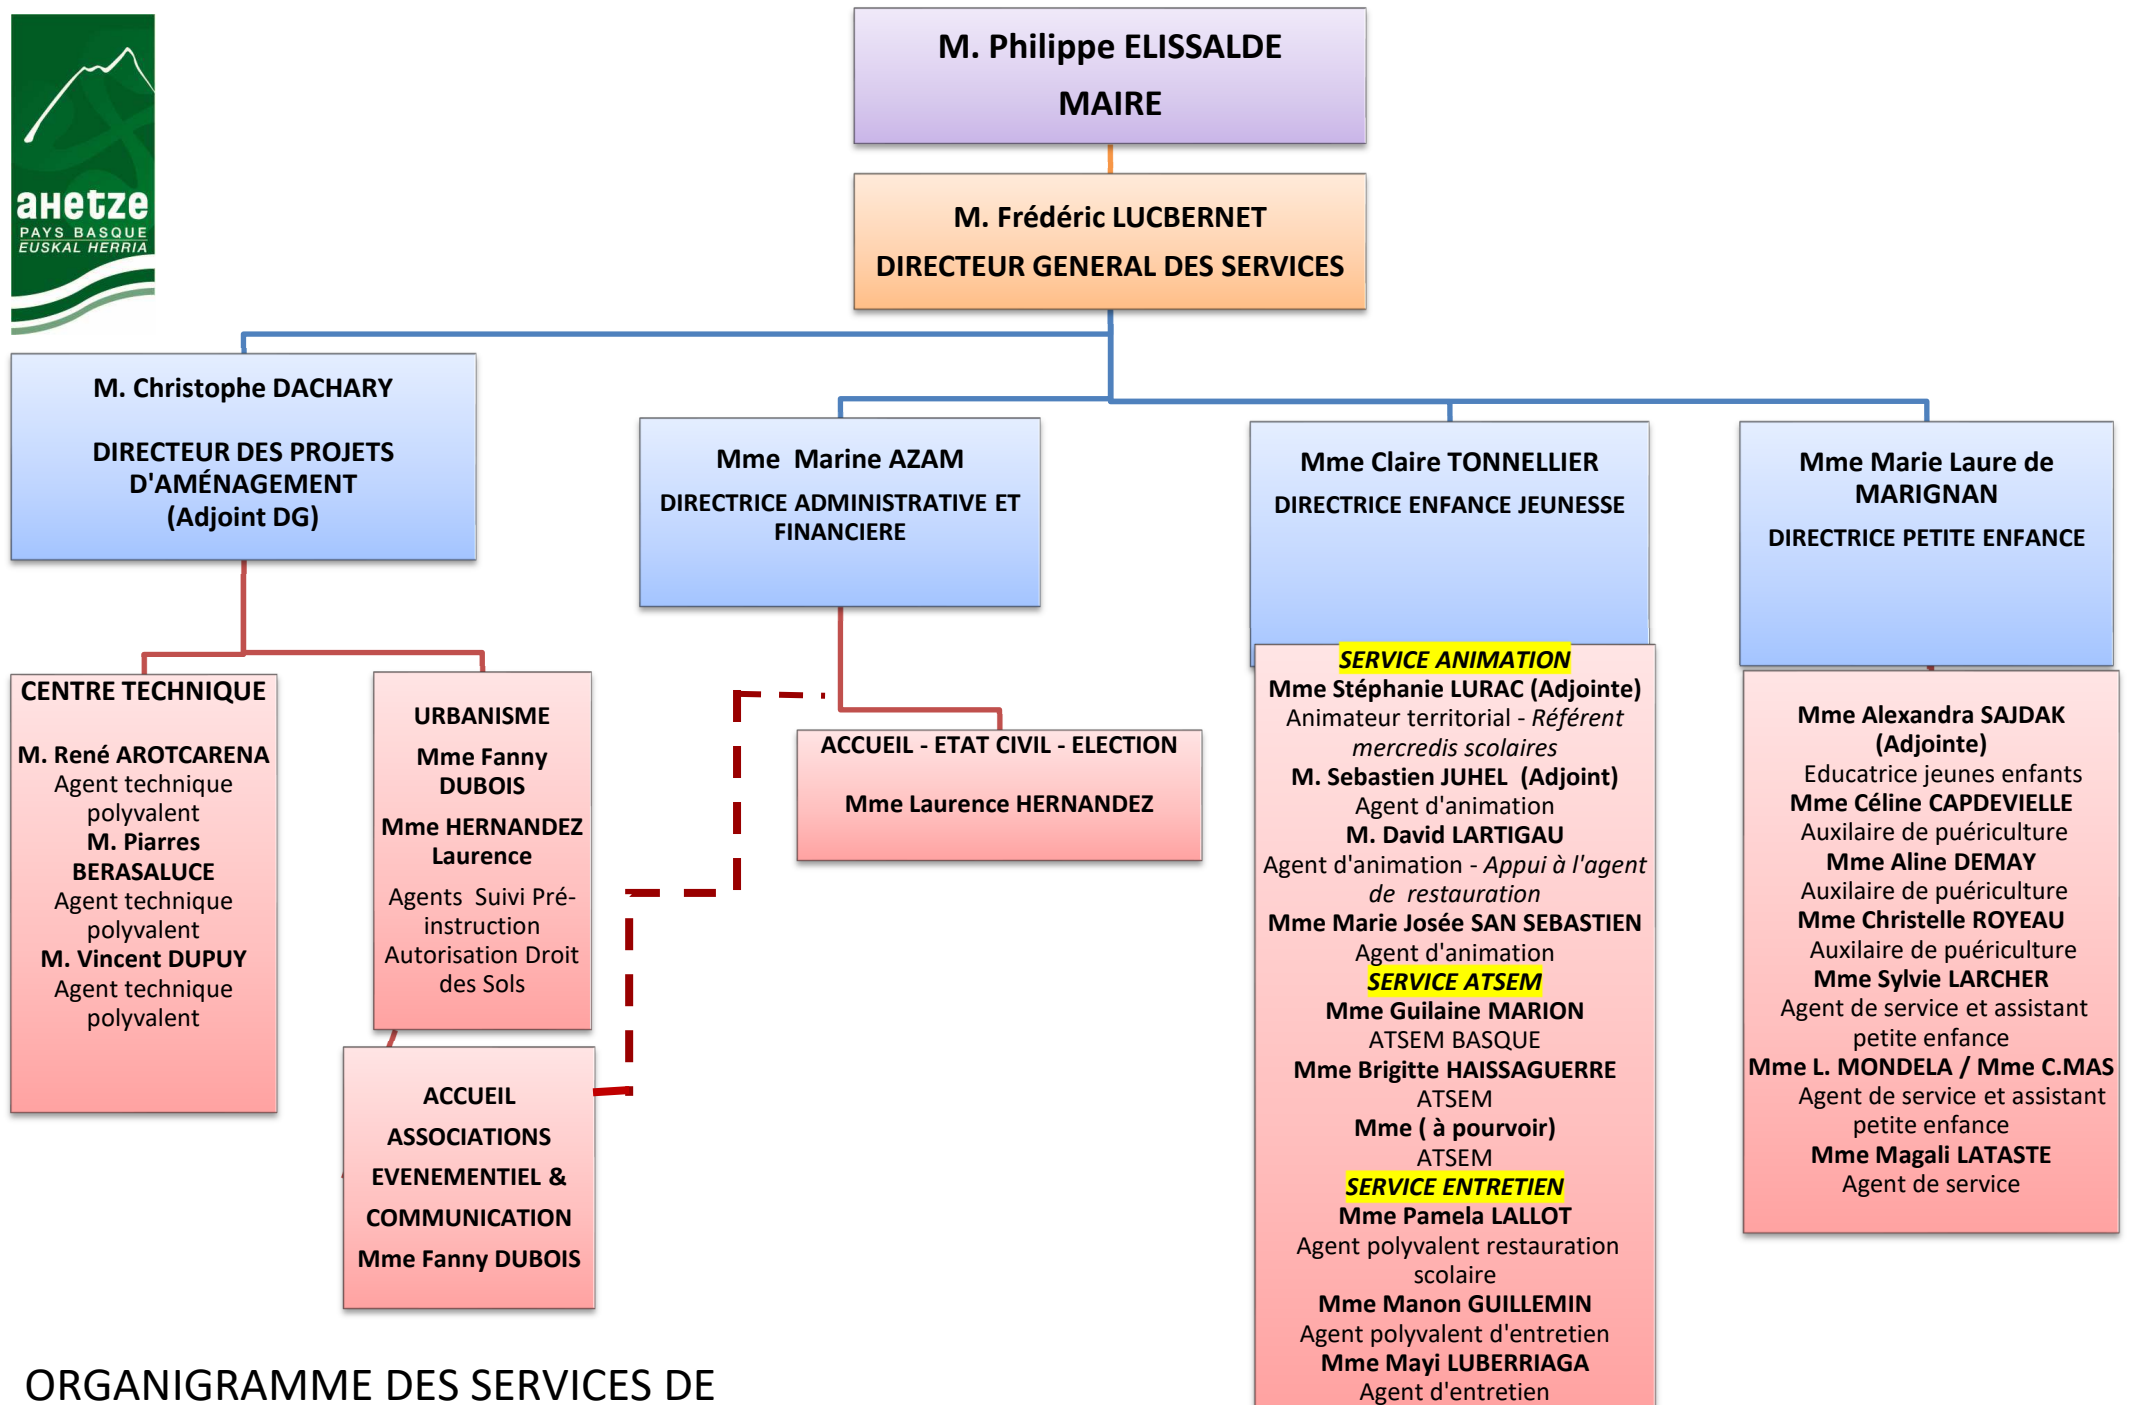 aHetze
PAYS BASQUE
EUSKAL HERRIA
M. Philippe ELISSALDE
MAIRE
M. Frédéric LUCBERNET
DIRECTEUR GENERAL DES SERVICES
M. Christophe DACHARY
DIRECTEUR DES PROJETS
D'AMÉNAGEMENT
(Adjoint DG)
Mme Marine AZAM
DIRECTRICE ADMINISTRATIVE ET
FINANCIERE
Mme Claire TONNELLIER
DIRECTRICE ENFANCE JEUNESSE
Mme Marie Laure de
MARIGNAN
DIRECTRICE PETITE ENFANCE
CENTRE TECHNIQUE
M. René AROTCARENA
Agent technique
polyvalent
M. Piarres
BERASALUCE
Agent technique
polyvalent
M. Vincent DUPUY
Agent technique
polyvalent
URBANISME
Mme Fanny
DUBOIS
Mme HERNANDEZ
Laurence
Agents Suivi Pré-
instruction
Autorisation Droit
des Sols
ACCUEIL
ASSOCIATIONS
EVENEMENTIEL &
COMMUNICATION
Mme Fanny DUBOIS
ACCUEIL - ETAT CIVIL - ELECTION
Mme Laurence HERNANDEZ
SERVICE ANIMATION
Mme Stéphanie LURAC (Adjointe)
Animateur territorial - Référent
mercredis scolaires
M. Sebastien JUHEL (Adjoint)
Agent d'animation
M. David LARTIGAU
Agent d'animation - Appui à l'agent
de restauration
Mme Marie Josée SAN SEBASTIEN
Agent d'animation
SERVICE ATSEM
Mme Guilaine MARION
ATSEM BASQUE
Mme Brigitte HAISSAGUERRE
ATSEM
Mme ( à pourvoir)
ATSEM
SERVICE ENTRETIEN
Mme Pamela LALLOT
Agent polyvalent restauration
scolaire
Mme Manon GUILLEMIN
Agent polyvalent d'entretien
Mme Mayi LUBERRIAGA
Agent d'entretien
Mme Alexandra SAJDAK
(Adjointe)
Educatrice jeunes enfants
Mme Céline CAPDEVIELLE
Auxilaire de puériculture
Mme Aline DEMAY
Auxilaire de puériculture
Mme Christelle ROYEAU
Auxilaire de puériculture
Mme Sylvie LARCHER
Agent de service et assistant
petite enfance
Mme L. MONDELA / Mme C.MAS
Agent de service et assistant
petite enfance
Mme Magali LATASTE
Agent de service
ORGANIGRAMME DES SERVICES DE